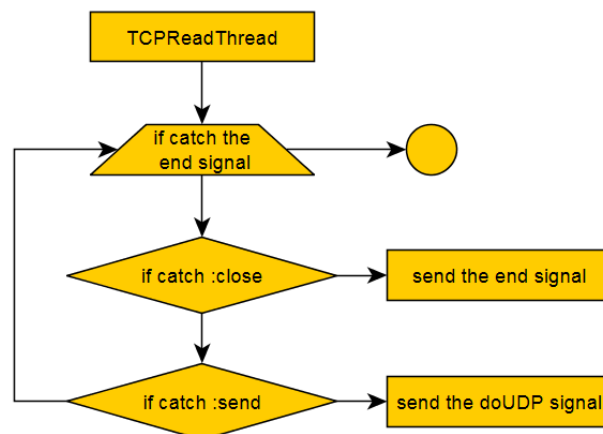 TCPReadThread
if catch the
end signal
if catch :close
send the end signal
if catch :send
send the doUDP signal